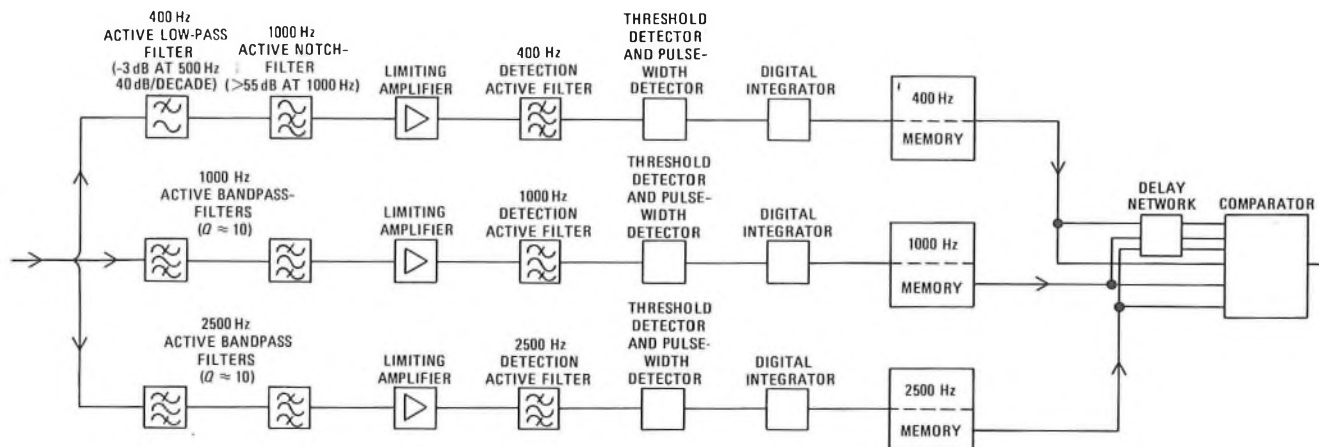 400 Hz
ACTIVE LOW-PASS
FILTER
(-3 dB AT 500 Hz
40 dB/DECADE)
1000 Hz
ACTIVE NOTCH-
FILTER
(>55 dB AT 1000 Hz)
LIMITING
AMPLIFIER
400 Hz
DETECTION
ACTIVE FILTER
THRESHOLD
DETECTOR
AND PULSE-
WIDTH
DETECTOR
DIGITAL
INTEGRATOR
400 Hz
MEMORY
1000 Hz
ACTIVE BANDPASS-
FILTERS
(Q ≈ 10)
LIMITING
AMPLIFIER
1000 Hz
DETECTION
ACTIVE FILTER
THRESHOLD
DETECTOR
AND PULSE-
WIDTH
DETECTOR
DIGITAL
INTEGRATOR
1000 Hz
MEMORY
DELAY
NETWORK
COMPARATOR
2500 Hz
ACTIVE BANDPASS
FILTERS
(Q ≈ 10)
LIMITING
AMPLIFIER
2500 Hz
DETECTION
ACTIVE FILTER
THRESHOLD
DETECTOR
AND PULSE-
WIDTH
DETECTOR
DIGITAL
INTEGRATOR
2500 Hz
MEMORY